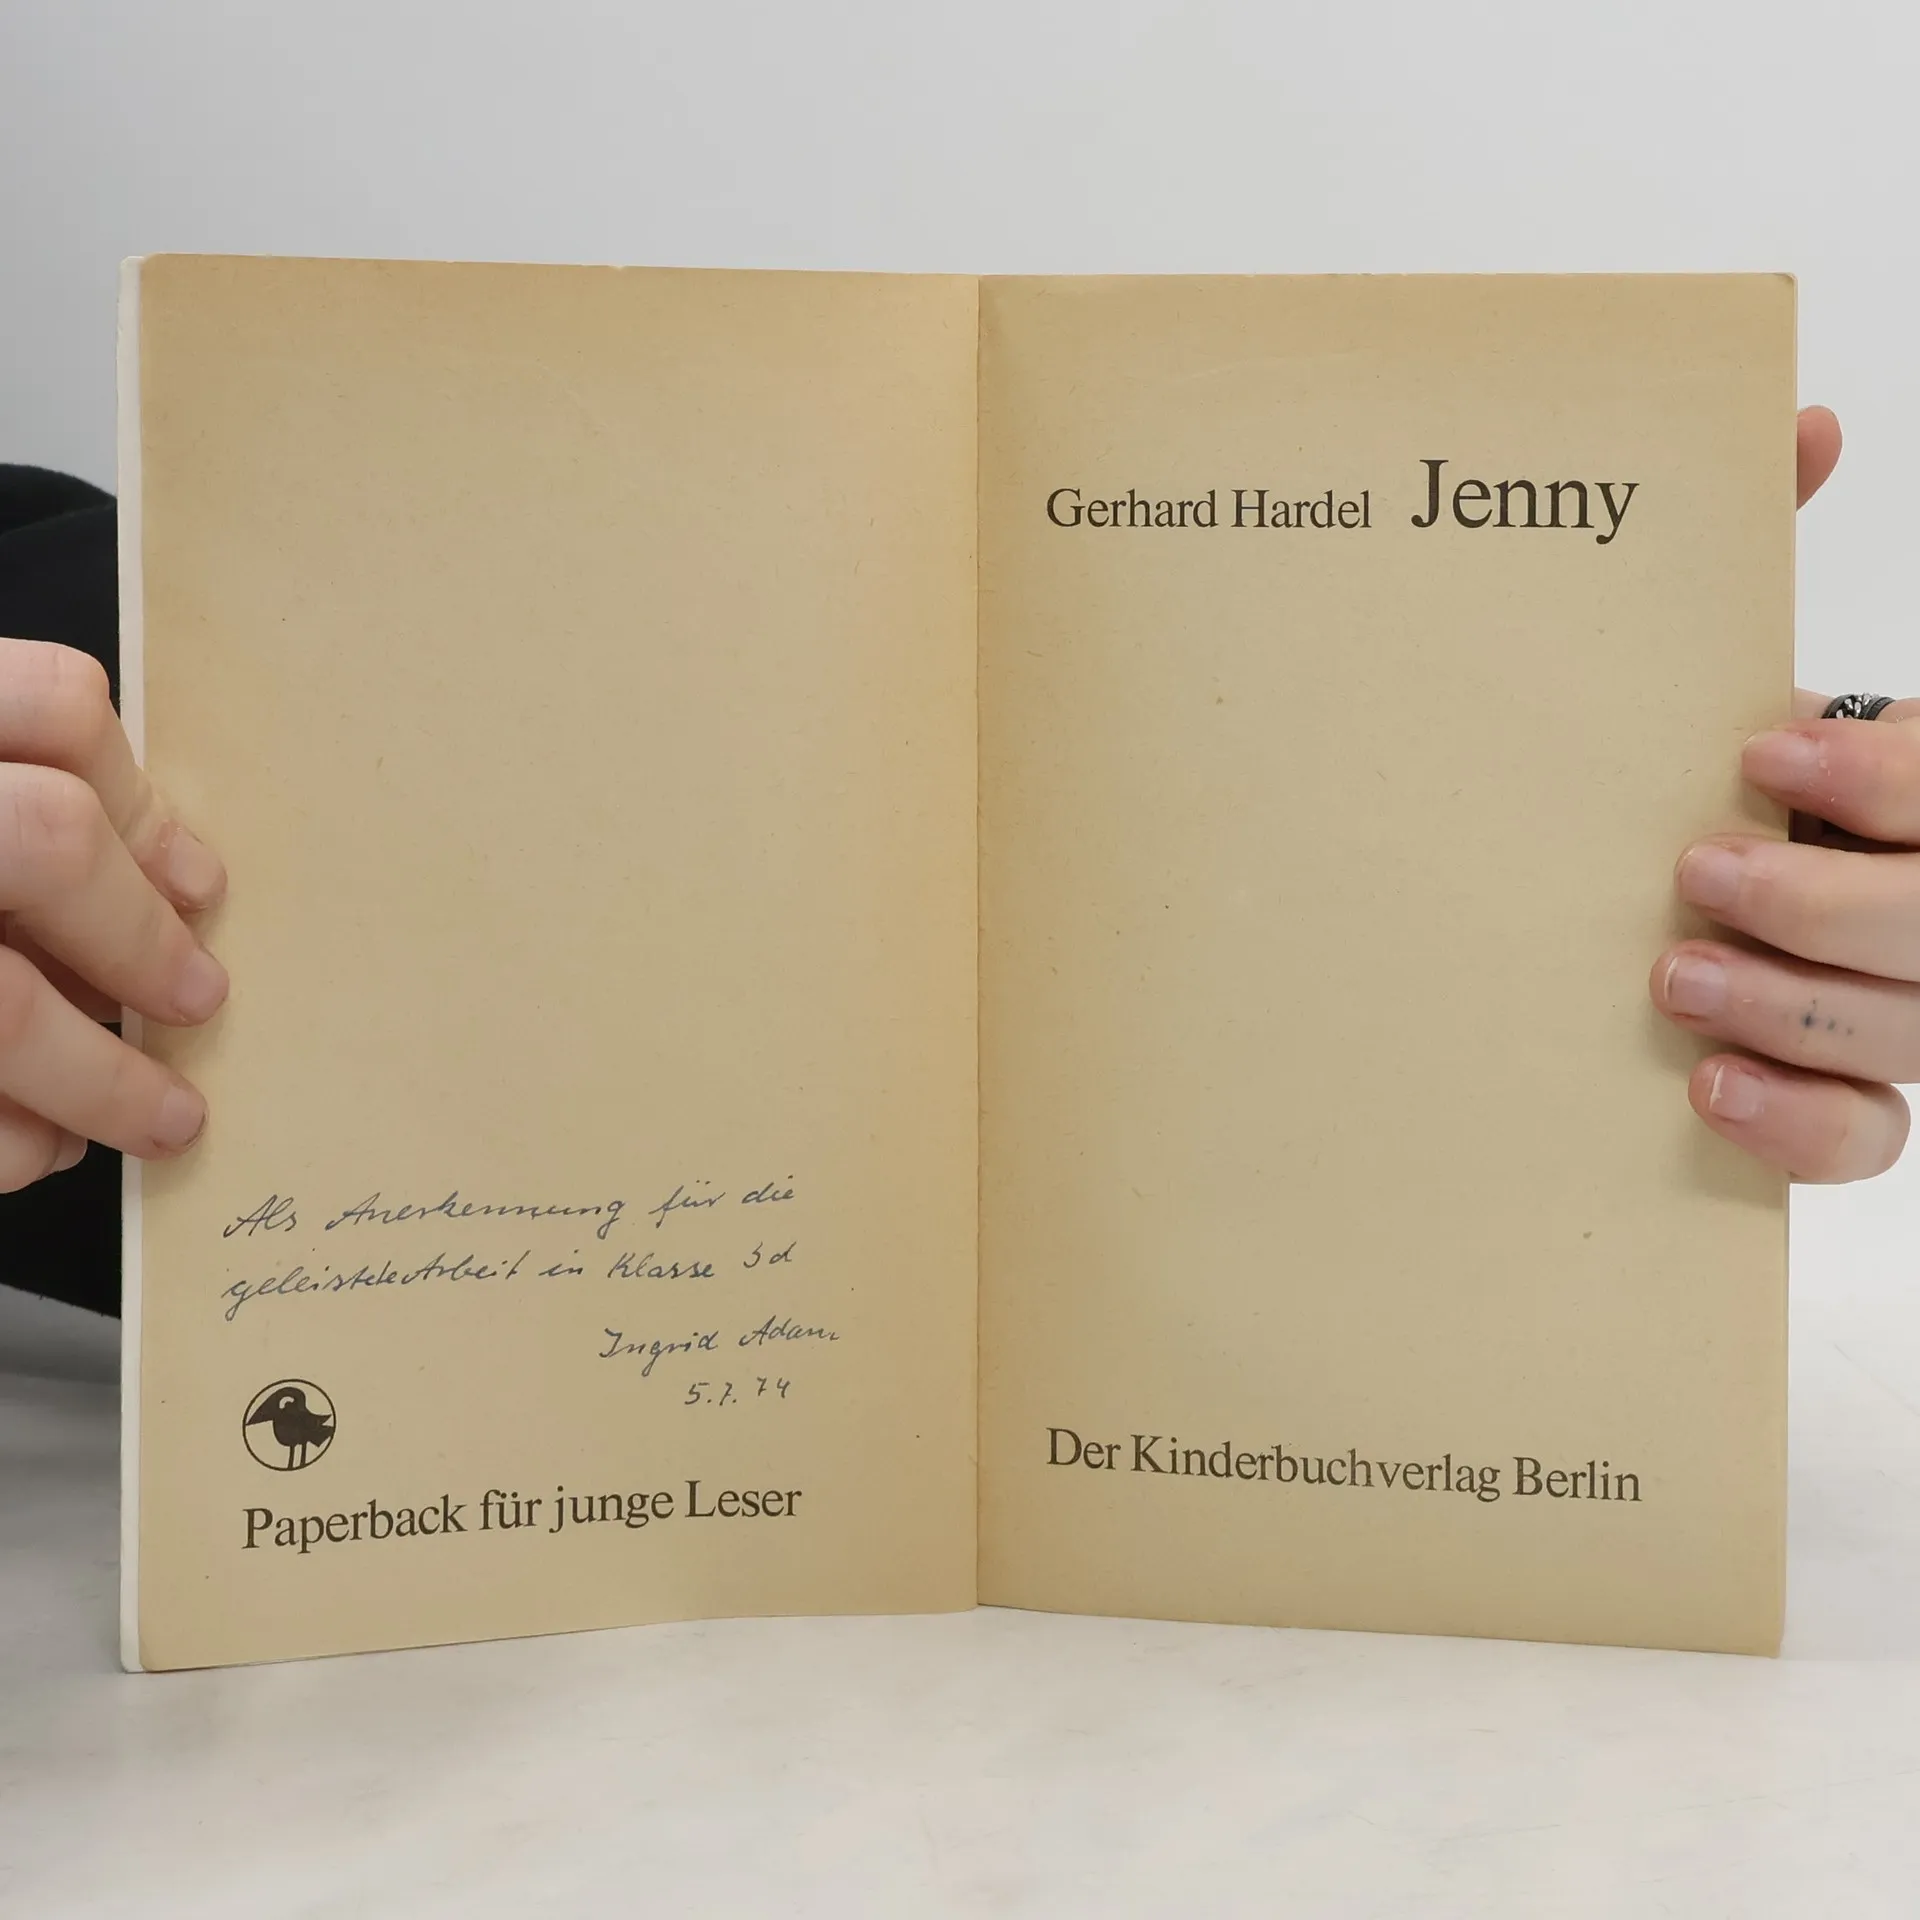 Als Anerkennung für die
geleistete Arbeit in Klasse 3d
Ingrid Adam
5.7.74
Paperback für junge Leser
Gerhard Hardel Jenny
Der Kinderbuchverlag Berlin